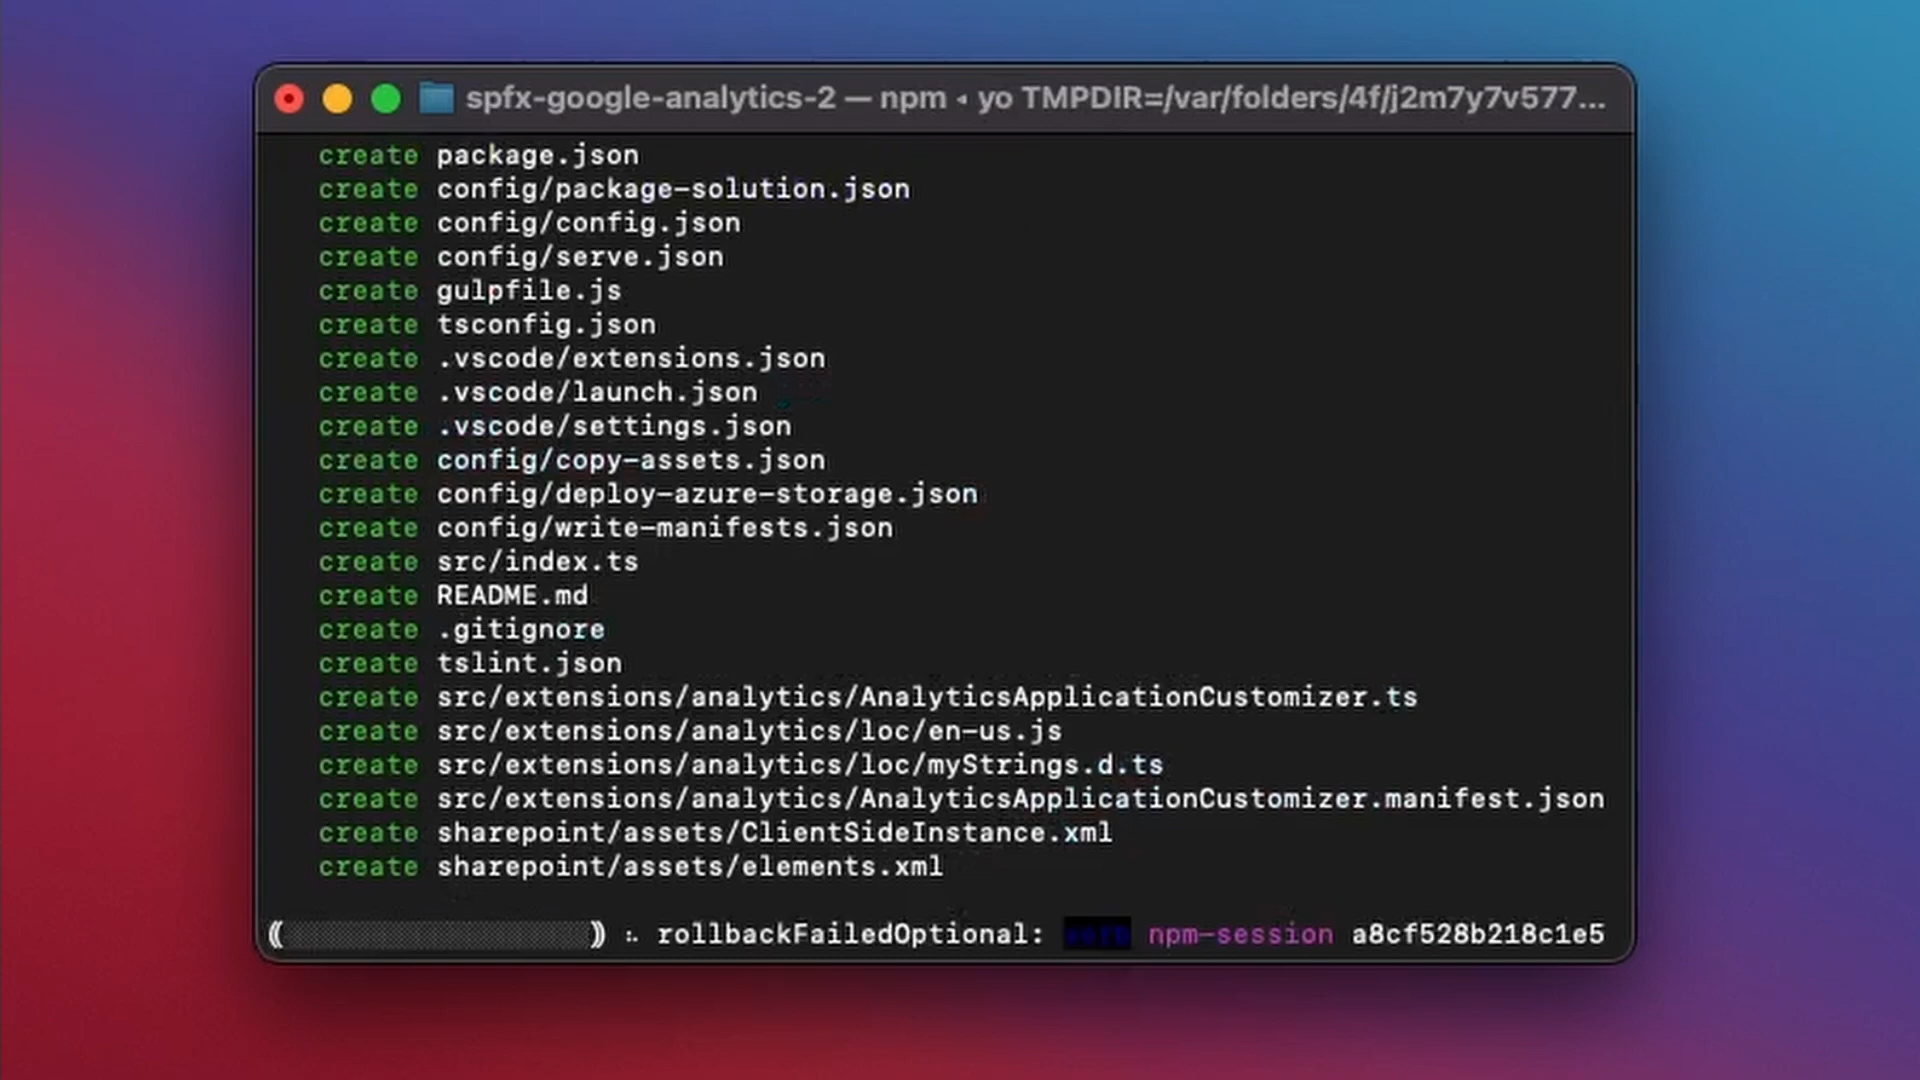 spfx-google-analytics-2 — npm ◂ yo TMPDIR=/var/folders/4f/j2m7y7v577...
create package.json
create config/package-solution.json
create config/config.json
create config/serve.json
create gulpfile.js
create tsconfig.json
create .vscode/extensions.json
create .vscode/launch.json
create .vscode/settings.json
create config/copy-assets.json
create config/deploy-azure-storage.json
create config/write-manifests.json
create src/index.ts
create README.md
create .gitignore
create tslint.json
create src/extensions/analytics/AnalyticsApplicationCustomizer.ts
create src/extensions/analytics/loc/en-us.js
create src/extensions/analytics/loc/myStrings.d.ts
create src/extensions/analytics/AnalyticsApplicationCustomizer.manifest.json
create sharepoint/assets/ClientSideInstance.xml
create sharepoint/assets/elements.xml
rollbackFailedOptional: verb npm-session a8cf528b218c1e5